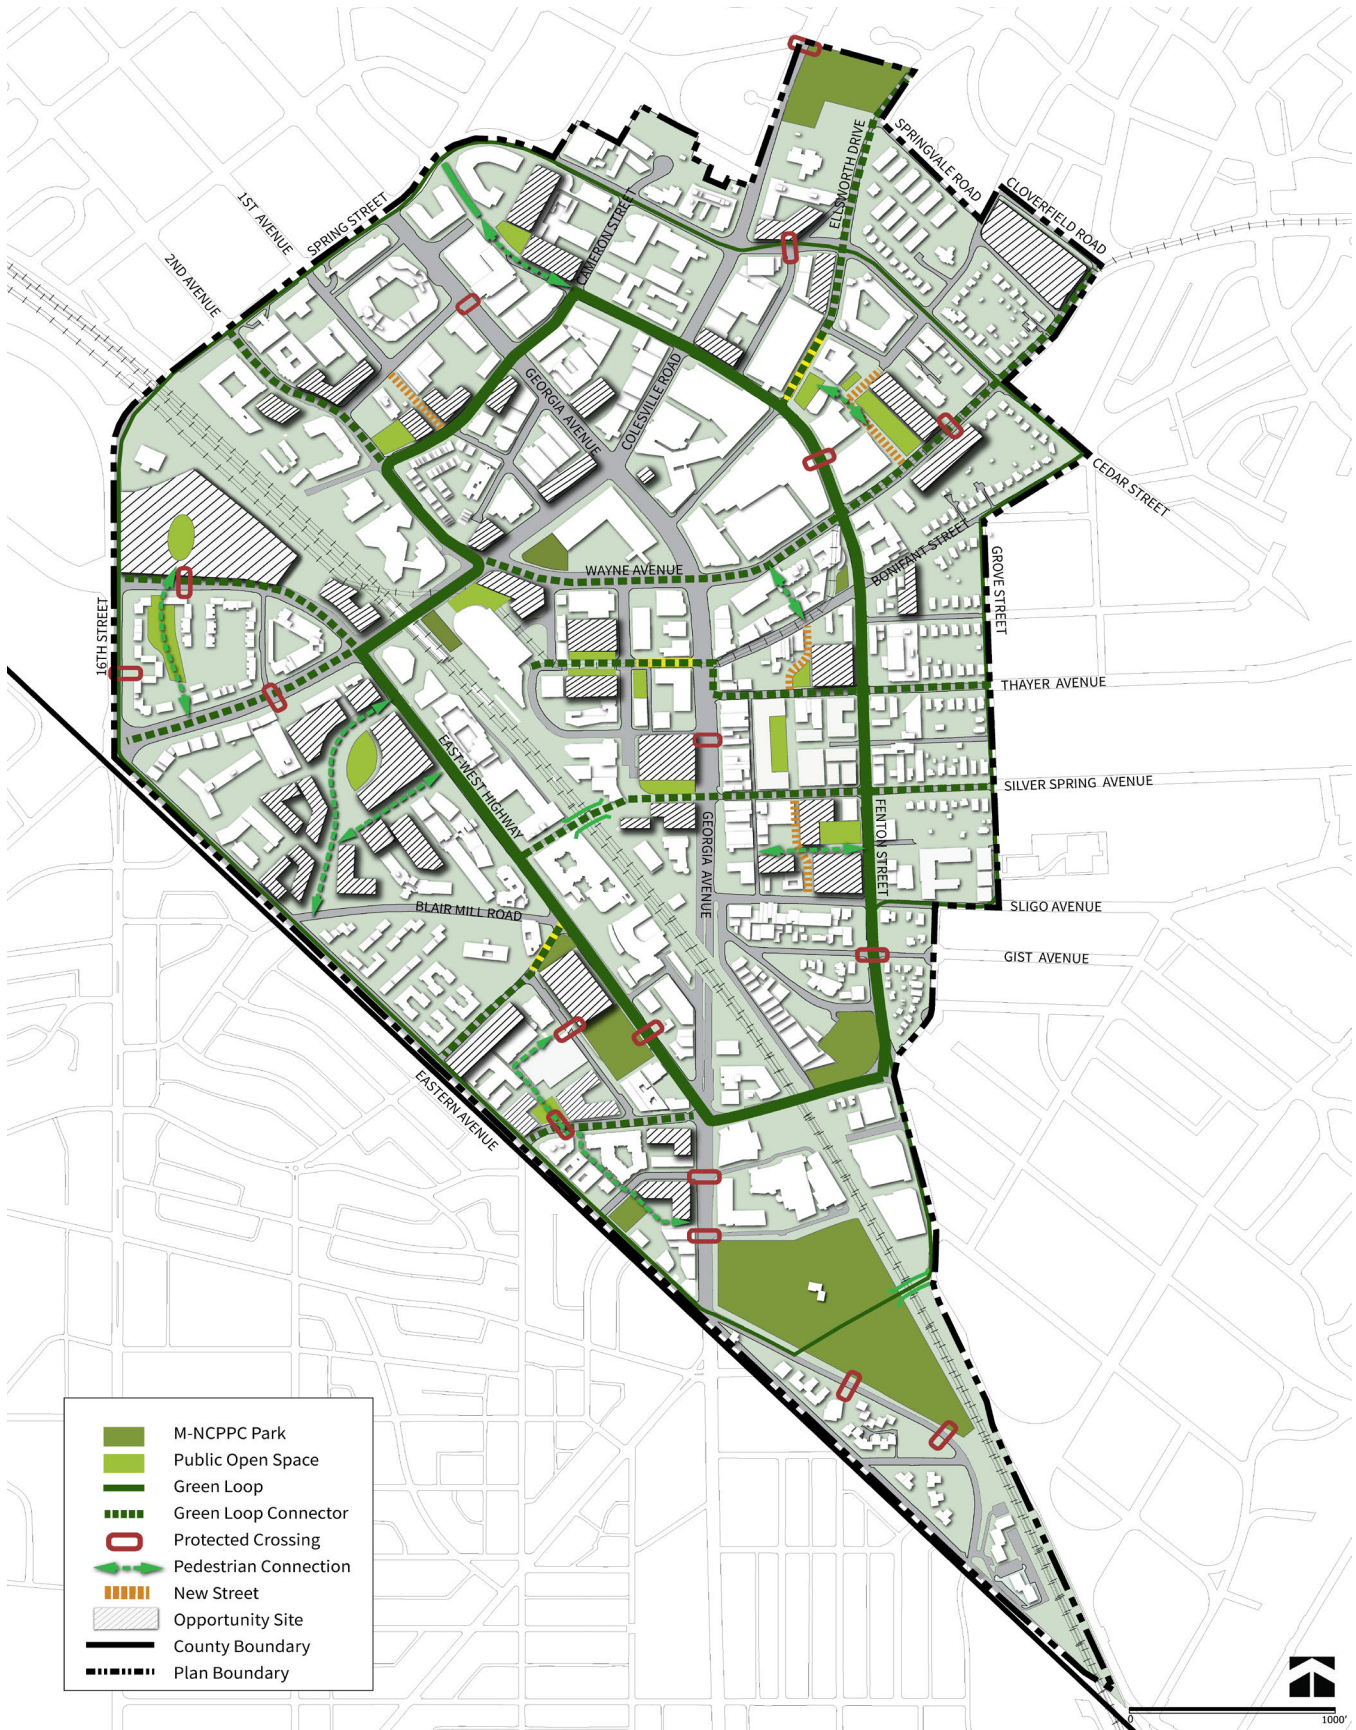 SPRINGVALE ROAD
ELLSWORTH DRIVE
CLOVERFIELD ROAD
1ST AVENUE
SPRING STREET
CAMERON STREET
2ND AVENUE
GEORGIA AVENUE
COLESVILLE ROAD
CEDAR STREET
BONIFANT STREET
WAYNE AVENUE
GROVE STREET
16TH STREET
THAYER AVENUE
EAST-WEST HIGHWAY
SILVER SPRING AVENUE
GEORGIA AVENUE
FENTON STREET
BLAIR MILL ROAD
SLIGO AVENUE
GIST AVENUE
EASTERN AVENUE
M-NCPPC Park
Public Open Space
Green Loop
Green Loop Connector
Protected Crossing
Pedestrian Connection
New Street
Opportunity Site
County Boundary
Plan Boundary
0 1000'